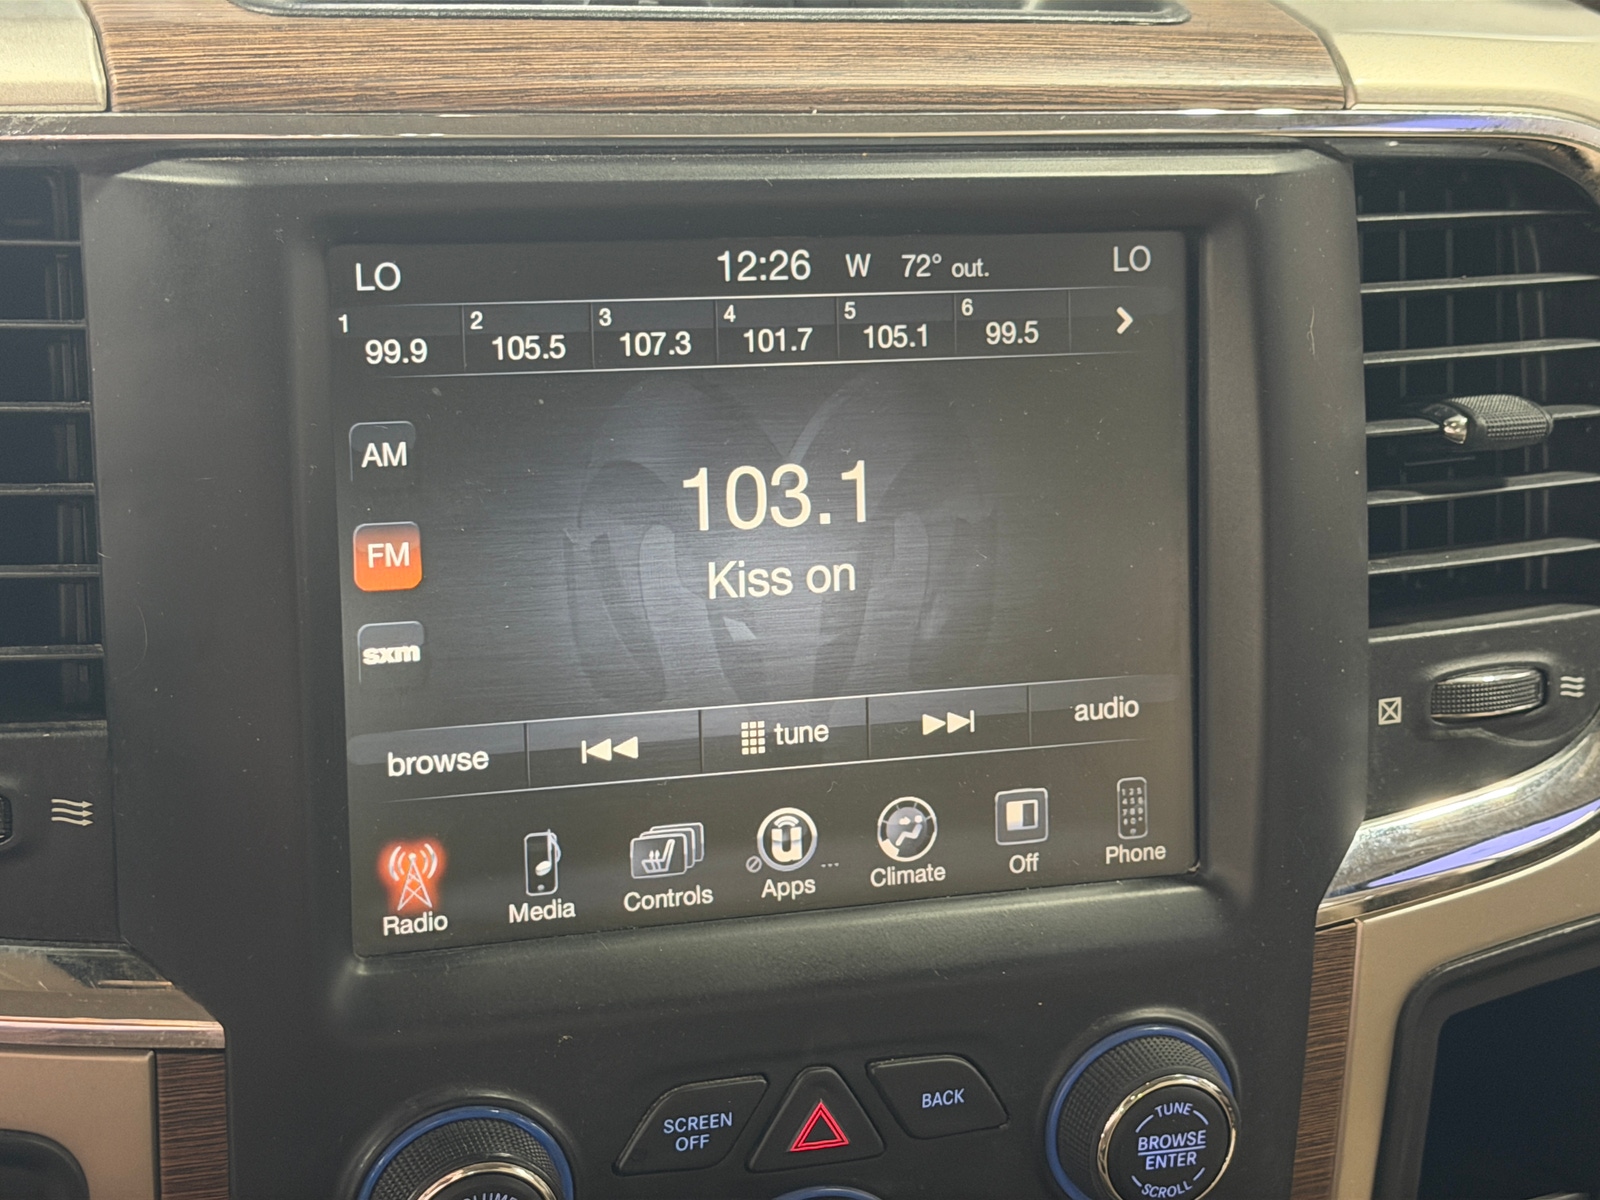 LO 12:26 W 72° out. LO
1 99.9 2 105.5 3 107.3 4 101.7 5 105.1 6 99.5
AM
103.1
FM
Kiss on
sxm
browse tune audio
Radio Media Controls Apps ... Climate Off Phone
SCREEN OFF
BACK
TUNE
BROWSE
ENTER
SCROLL